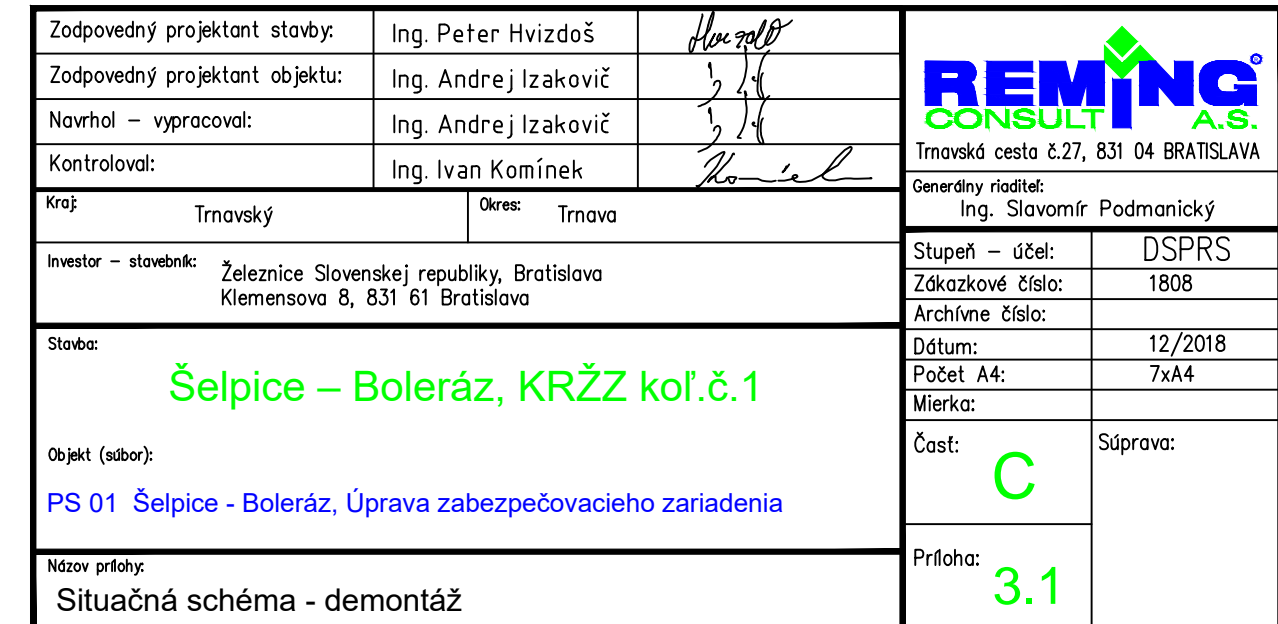 Zodpovedný projektant stavby: Ing. Peter Hvizdoš
Zodpovedný projektant objektu: Ing. Andrej Izakovič
Navrhol – vypracoval: Ing. Andrej Izakovič
Kontroloval: Ing. Ivan Komínek
Kraj: Trnavský Okres: Trnava
Investor – stavebník: Železnice Slovenskej republiky, Bratislava
Klemensova 8, 831 61 Bratislava
Stavba:
Šelpice – Boleráz, KRŽZ koľ.č.1
Objekt (súbor):
PS 01 Šelpice - Boleráz, Úprava zabezpečovacieho zariadenia
Názov prílohy:
Situačná schéma - demontáž
REMING
CONSULT A.S.
Trnavská cesta č.27, 831 04 BRATISLAVA
Generálny riaditeľ:
Ing. Slavomír Podmanický
Stupeň – účel: DSPRS
Zákazkové číslo: 1808
Archívne číslo:
Dátum: 12/2018
Počet A4: 7xA4
Mierka:
Časť: C
Súprava:
Príloha: 3.1